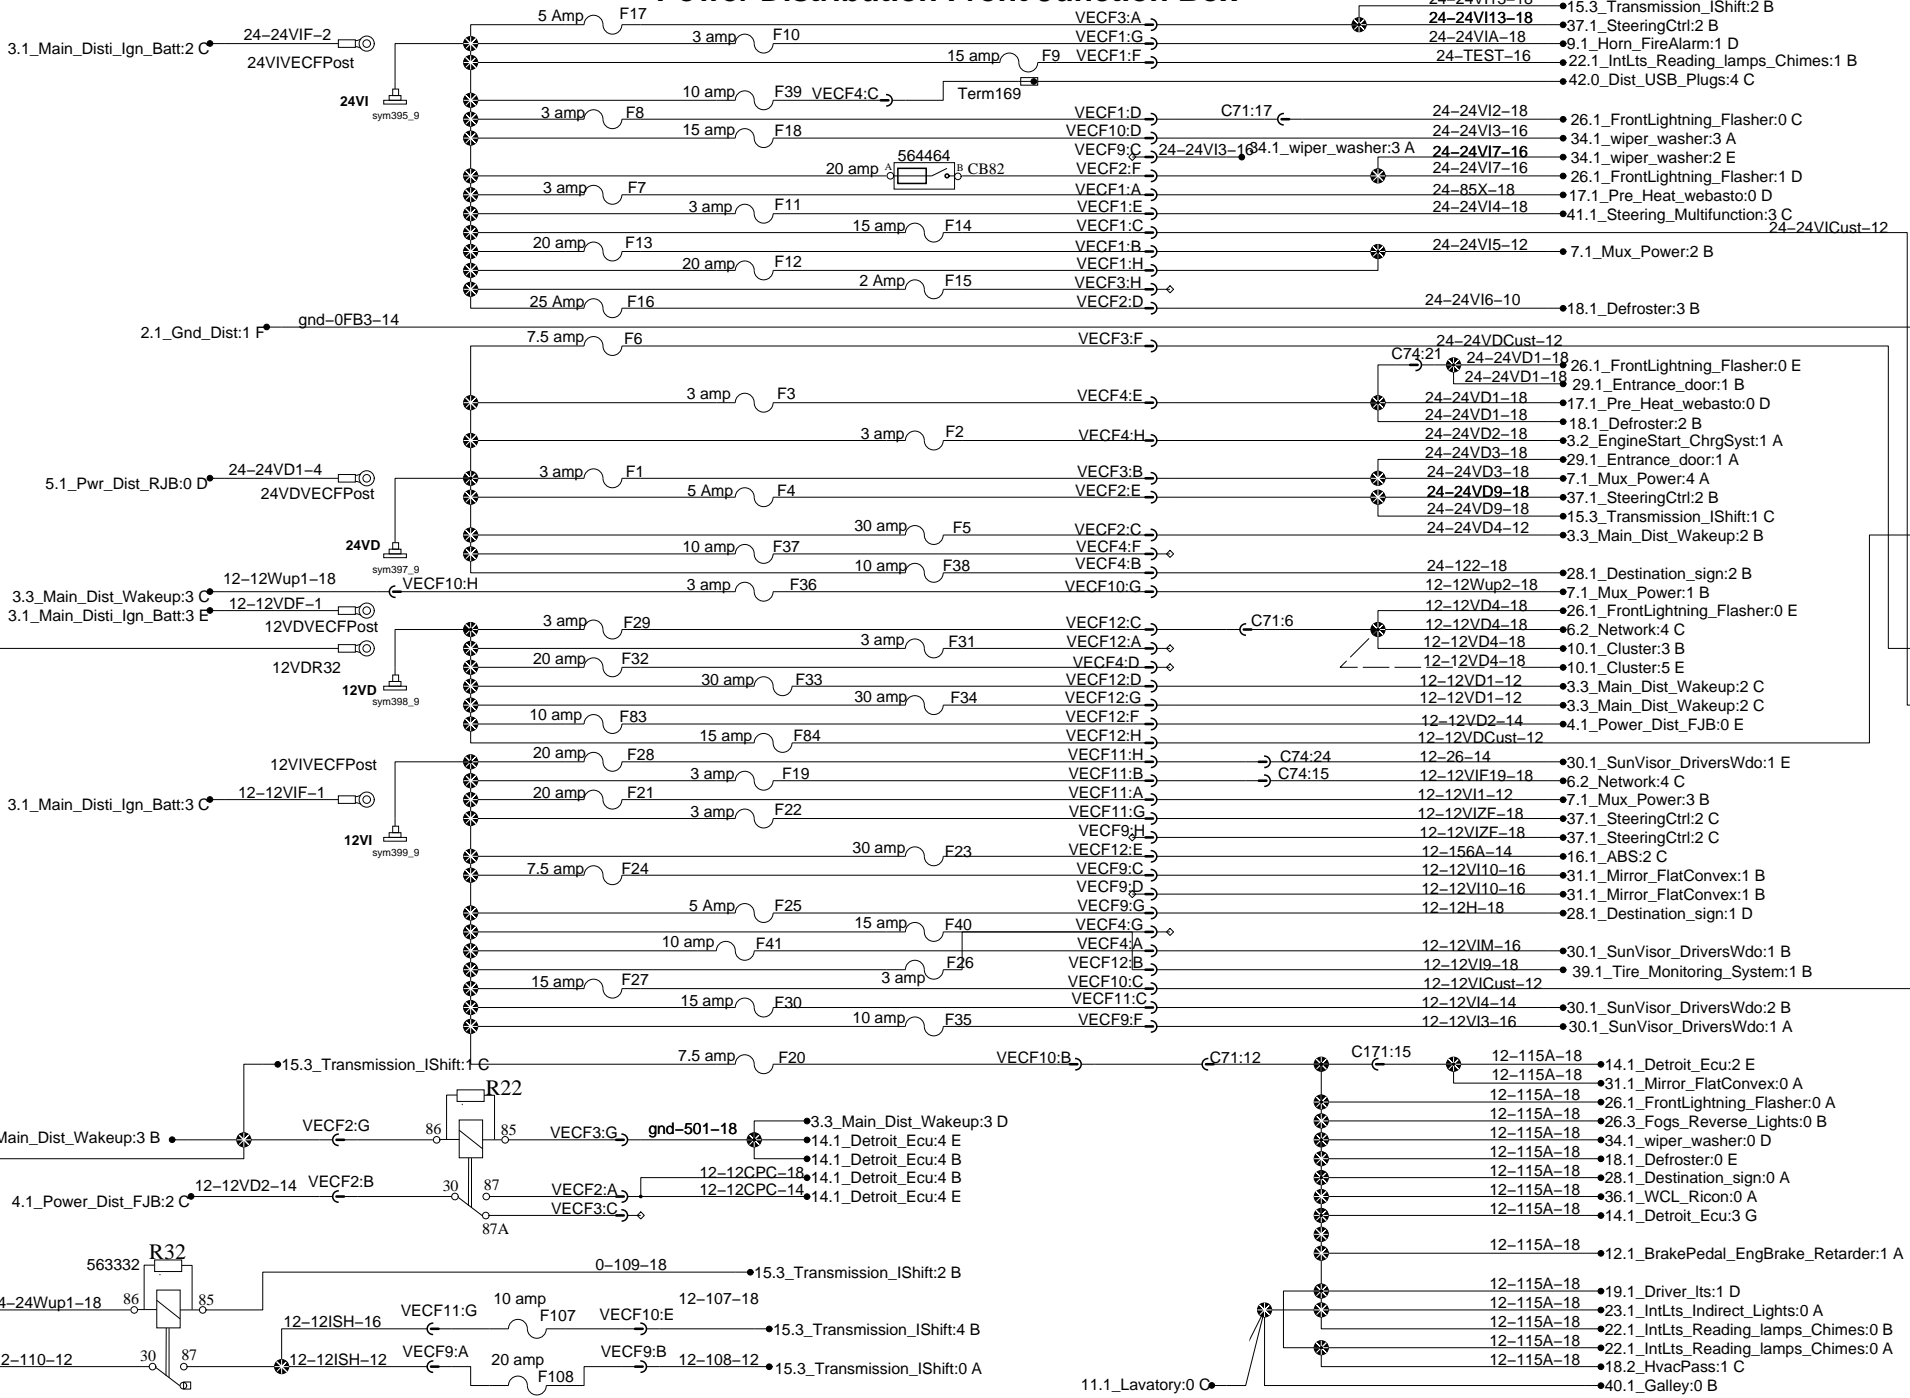 24-24VI13-18 15.3_Transmission_IShift:2 B
5 Amp F17 VECF3:A 24-24VI13-18 37.1_SteeringCtrl:2 B
3.1_Main_Disti_Ign_Batt:2 C 24-24VIF-2 3 amp F10 VECF1:G 24-24VIA-18 9.1_Horn_FireAlarm:1 D
24VIVECFPost 15 amp F9 VECF1:F 24-TEST-16 22.1_IntLts_Reading_lamps_Chimes:1 B
42.0_Dist_USB_Plugs:4 C
24VI 10 amp F39 VECF4:C Term169
sym395_9 3 amp F8 VECF1:D C71:17 24-24VI2-18 26.1_FrontLightning_Flasher:0 C
15 amp F18 VECF10:D 24-24VI3-16 34.1_wiper_washer:3 A
564464 VECF9:C 24-24VI3-16 34.1_wiper_washer:3 A 24-24VI7-16 34.1_wiper_washer:2 E
20 amp A B CB82 VECF2:F 24-24VI7-16 26.1_FrontLightning_Flasher:1 D
3 amp F7 VECF1:A 24-85X-18 17.1_Pre_Heat_webasto:0 D
3 amp F11 VECF1:E 24-24VI4-18 41.1_Steering_Multifunction:3 C
15 amp F14 VECF1:C 24-24VICust-12
20 amp F13 VECF1:B 24-24VI5-12 7.1_Mux_Power:2 B
20 amp F12 VECF1:H
2 Amp F15 VECF3:H
25 Amp F16 VECF2:D 24-24VI6-10 18.1_Defroster:3 B
2.1_Gnd_Dist:1 F gnd-0FB3-14
7.5 amp F6 VECF3:F 24-24VDCust-12
C74:21 24-24VD1-18 26.1_FrontLightning_Flasher:0 E
24-24VD1-18 29.1_Entrance_door:1 B
3 amp F3 VECF4:E 24-24VD1-18 17.1_Pre_Heat_webasto:0 D
24-24VD1-18 18.1_Defroster:2 B
3 amp F2 VECF4:H 24-24VD2-18 3.2_EngineStart_ChrgSyst:1 A
24-24VD3-18 29.1_Entrance_door:1 A
5.1_Pwr_Dist_RJB:0 D 24-24VD1-4 3 amp F1 VECF3:B 24-24VD3-18 7.1_Mux_Power:4 A
24VDVECFPost 5 Amp F4 VECF2:E 24-24VD9-18 37.1_SteeringCtrl:2 B
24-24VD9-18 15.3_Transmission_IShift:1 C
30 amp F5 VECF2:C 24-24VD4-12 3.3_Main_Dist_Wakeup:2 B
24VD 10 amp F37 VECF4:F
sym397_9 10 amp F38 VECF4:B 24-122-18 28.1_Destination_sign:2 B
3.3_Main_Dist_Wakeup:3 C 12-12Wup1-18 VECF10:H 3 amp F36 VECF10:G 12-12Wup2-18 7.1_Mux_Power:1 B
3.1_Main_Disti_Ign_Batt:3 E 12-12VDF-1 12-12VD4-18 26.1_FrontLightning_Flasher:0 E
12VDVECFPost 3 amp F29 VECF12:C C71:6 12-12VD4-18 6.2_Network:4 C
3 amp F31 VECF12:A 12-12VD4-18 10.1_Cluster:3 B
12VDR32 20 amp F32 VECF4:D 12-12VD4-18 10.1_Cluster:5 E
12VD 30 amp F33 VECF12:D 12-12VD1-12 3.3_Main_Dist_Wakeup:2 C
sym398_9 30 amp F34 VECF12:G 12-12VD1-12 3.3_Main_Dist_Wakeup:2 C
10 amp F83 VECF12:F 12-12VD2-14 4.1_Power_Dist_FJB:0 E
15 amp F84 VECF12:H 12-12VDCust-12
12VIVECFPost 20 amp F28 VECF11:H C74:24 12-26-14 30.1_SunVisor_DriversWdo:1 E
3 amp F19 VECF11:B C74:15 12-12VIF19-18 6.2_Network:4 C
3.1_Main_Disti_Ign_Batt:3 C 12-12VIF-1 20 amp F21 VECF11:A 12-12VI1-12 7.1_Mux_Power:3 B
3 amp F22 VECF11:G 12-12VIZF-18 37.1_SteeringCtrl:2 C
12VI VECF9:H 12-12VIZF-18 37.1_SteeringCtrl:2 C
sym399_9 30 amp F23 VECF12:E 12-156A-14 16.1_ABS:2 C
7.5 amp F24 VECF9:C 12-12VI10-16 31.1_Mirror_FlatConvex:1 B
VECF9:D 12-12VI10-16 31.1_Mirror_FlatConvex:1 B
5 Amp F25 VECF9:G 12-12H-18 28.1_Destination_sign:1 D
15 amp F40 VECF4:G
10 amp F41 VECF4:A 12-12VIM-16 30.1_SunVisor_DriversWdo:1 B
3 amp F26 VECF12:B 12-12VI9-18 39.1_Tire_Monitoring_System:1 B
15 amp F27 VECF10:C 12-12VICust-12
15 amp F30 VECF11:C 12-12VI4-14 30.1_SunVisor_DriversWdo:2 B
10 amp F35 VECF9:F 12-12VI3-16 30.1_SunVisor_DriversWdo:1 A
15.3_Transmission_IShift:1 C 7.5 amp F20 VECF10:B C71:12 C171:15 12-115A-18 14.1_Detroit_Ecu:2 E
R22 12-115A-18 31.1_Mirror_FlatConvex:0 A
12-115A-18 26.1_FrontLightning_Flasher:0 A
3.3_Main_Dist_Wakeup:3 D 12-115A-18 26.3_Fogs_Reverse_Lights:0 B
Main_Dist_Wakeup:3 B VECF2:G 86 85 VECF3:G gnd-501-18 14.1_Detroit_Ecu:4 E 12-115A-18 34.1_wiper_washer:0 D
14.1_Detroit_Ecu:4 B 12-115A-18 18.1_Defroster:0 E
12-12CPC-18 14.1_Detroit_Ecu:4 B 12-115A-18 28.1_Destination_sign:0 A
4.1_Power_Dist_FJB:2 C 12-12VD2-14 VECF2:B 30 87 VECF2:A 12-12CPC-14 14.1_Detroit_Ecu:4 E 12-115A-18 36.1_WCL_Ricon:0 A
87A VECF3:C 12-115A-18 14.1_Detroit_Ecu:3 G
R32 12-115A-18 12.1_BrakePedal_EngBrake_Retarder:1 A
563332 0-109-18 15.3_Transmission_IShift:2 B
12-115A-18 19.1_Driver_lts:1 D
4-24Wup1-18 86 85 12-115A-18 23.1_IntLts_Indirect_Lights:0 A
12-12ISH-16 VECF11:G 10 amp F107 VECF10:E 12-107-18 15.3_Transmission_IShift:4 B 12-115A-18 22.1_IntLts_Reading_lamps_Chimes:0 B
12-115A-18 22.1_IntLts_Reading_lamps_Chimes:0 A
2-110-12 30 87 12-12ISH-12 VECF9:A 20 amp F108 VECF9:B 12-108-12 15.3_Transmission_IShift:0 A 12-115A-18 18.2_HvacPass:1 C
11.1_Lavatory:0 C 40.1_Galley:0 B